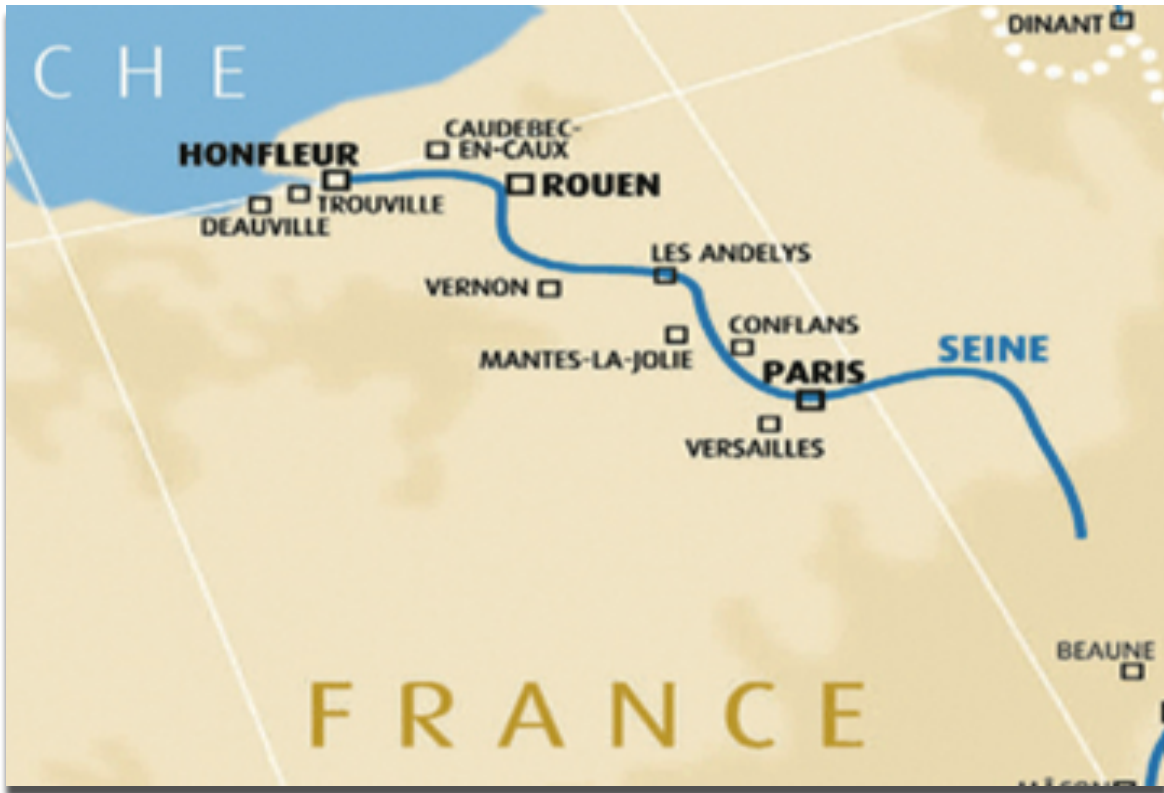 DINANT
CHE
CAUDEBEC-
EN-CAUX
HONFLEUR
ROUEN
TROUVILLE
DEAUVILLE
LES ANDELYS
VERNON
CONFLANS
SEINE
MANTES-LA-JOLIE
PARIS
VERSAILLES
BEAUNE
FRANCE